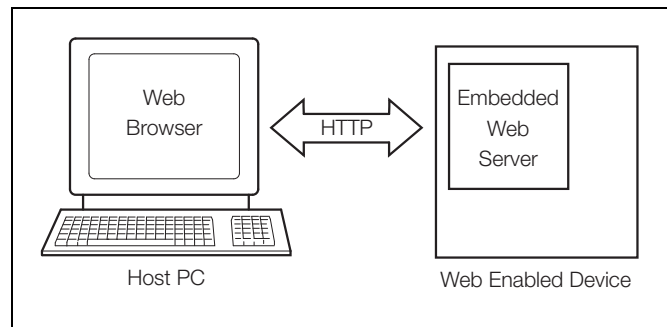 Web
Browser
HTTP
Embedded
Web
Server
Host PC
Web Enabled Device